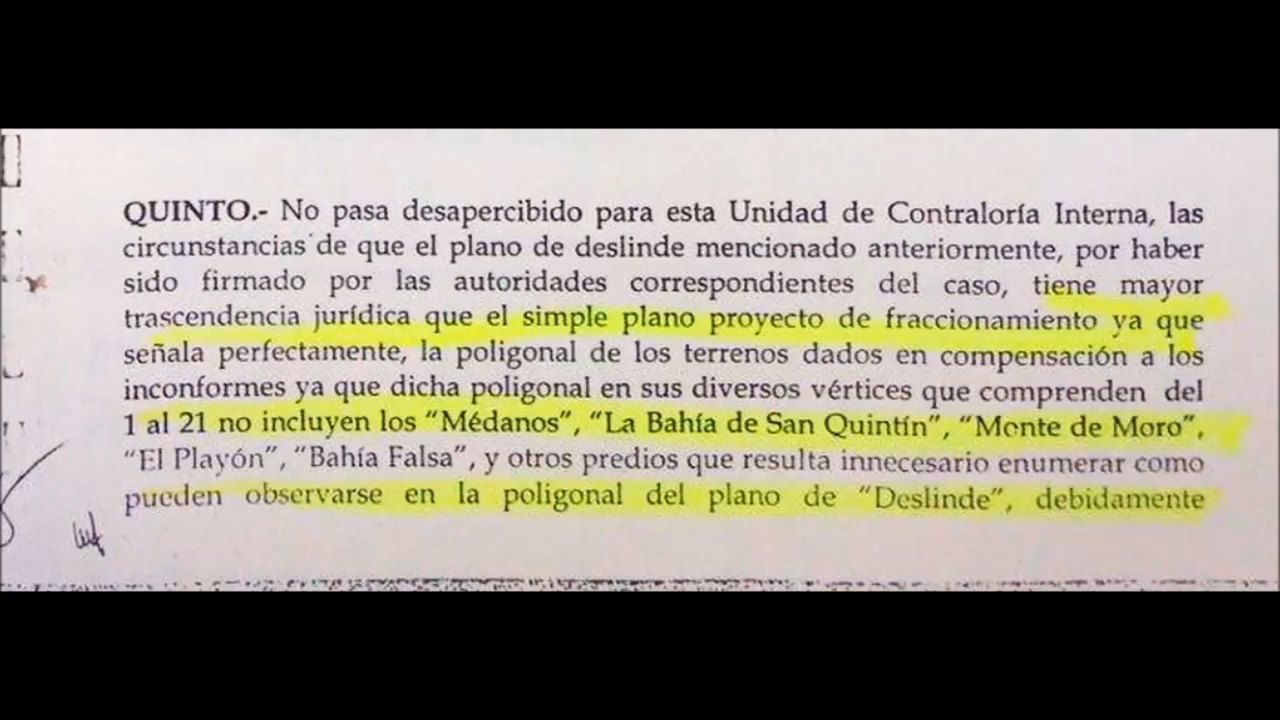 QUINTO.- No pasa desapercibido para esta Unidad de Contraloría Interna, las
circunstancias de que el plano de deslinde mencionado anteriormente, por haber
sido firmado por las autoridades correspondientes del caso, tiene mayor
trascendencia jurídica que el simple plano proyecto de fraccionamiento ya que
señala perfectamente, la poligonal de los terrenos dados en compensación a los
inconformes ya que dicha poligonal en sus diversos vértices que comprenden del
1 al 21 no incluyen los "Médanos", "La Bahía de San Quintín", "Monte de Moro",
"El Playón", "Bahía Falsa", y otros predios que resulta innecesario enumerar como
pueden observarse en la poligonal del plano de "Deslinde", debidamente